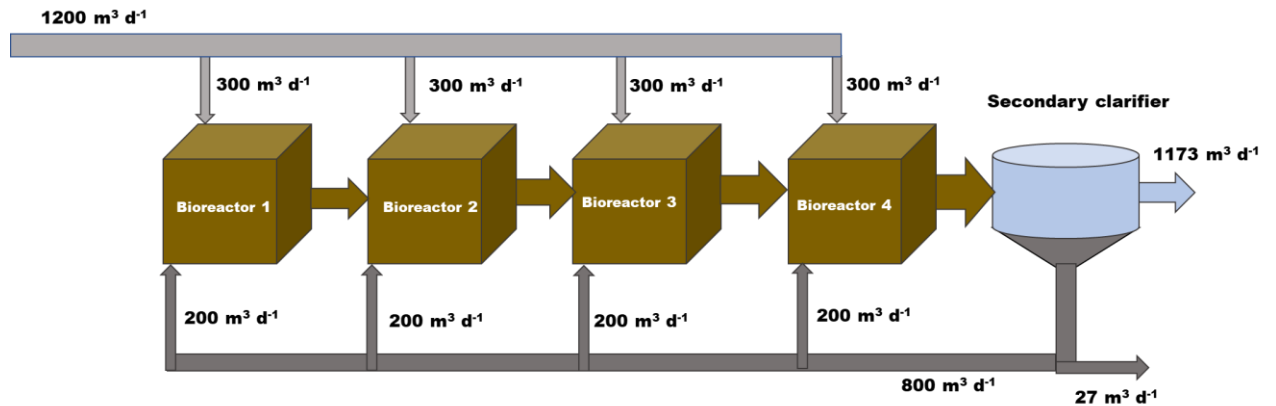 1200 m³ d⁻¹
300 m³ d⁻¹
300 m³ d⁻¹
300 m³ d⁻¹
300 m³ d⁻¹
Secondary clarifier
1173 m³ d⁻¹
Bioreactor 1
Bioreactor 2
Bioreactor 3
Bioreactor 4
200 m³ d⁻¹
200 m³ d⁻¹
200 m³ d⁻¹
200 m³ d⁻¹
800 m³ d⁻¹
27 m³ d⁻¹